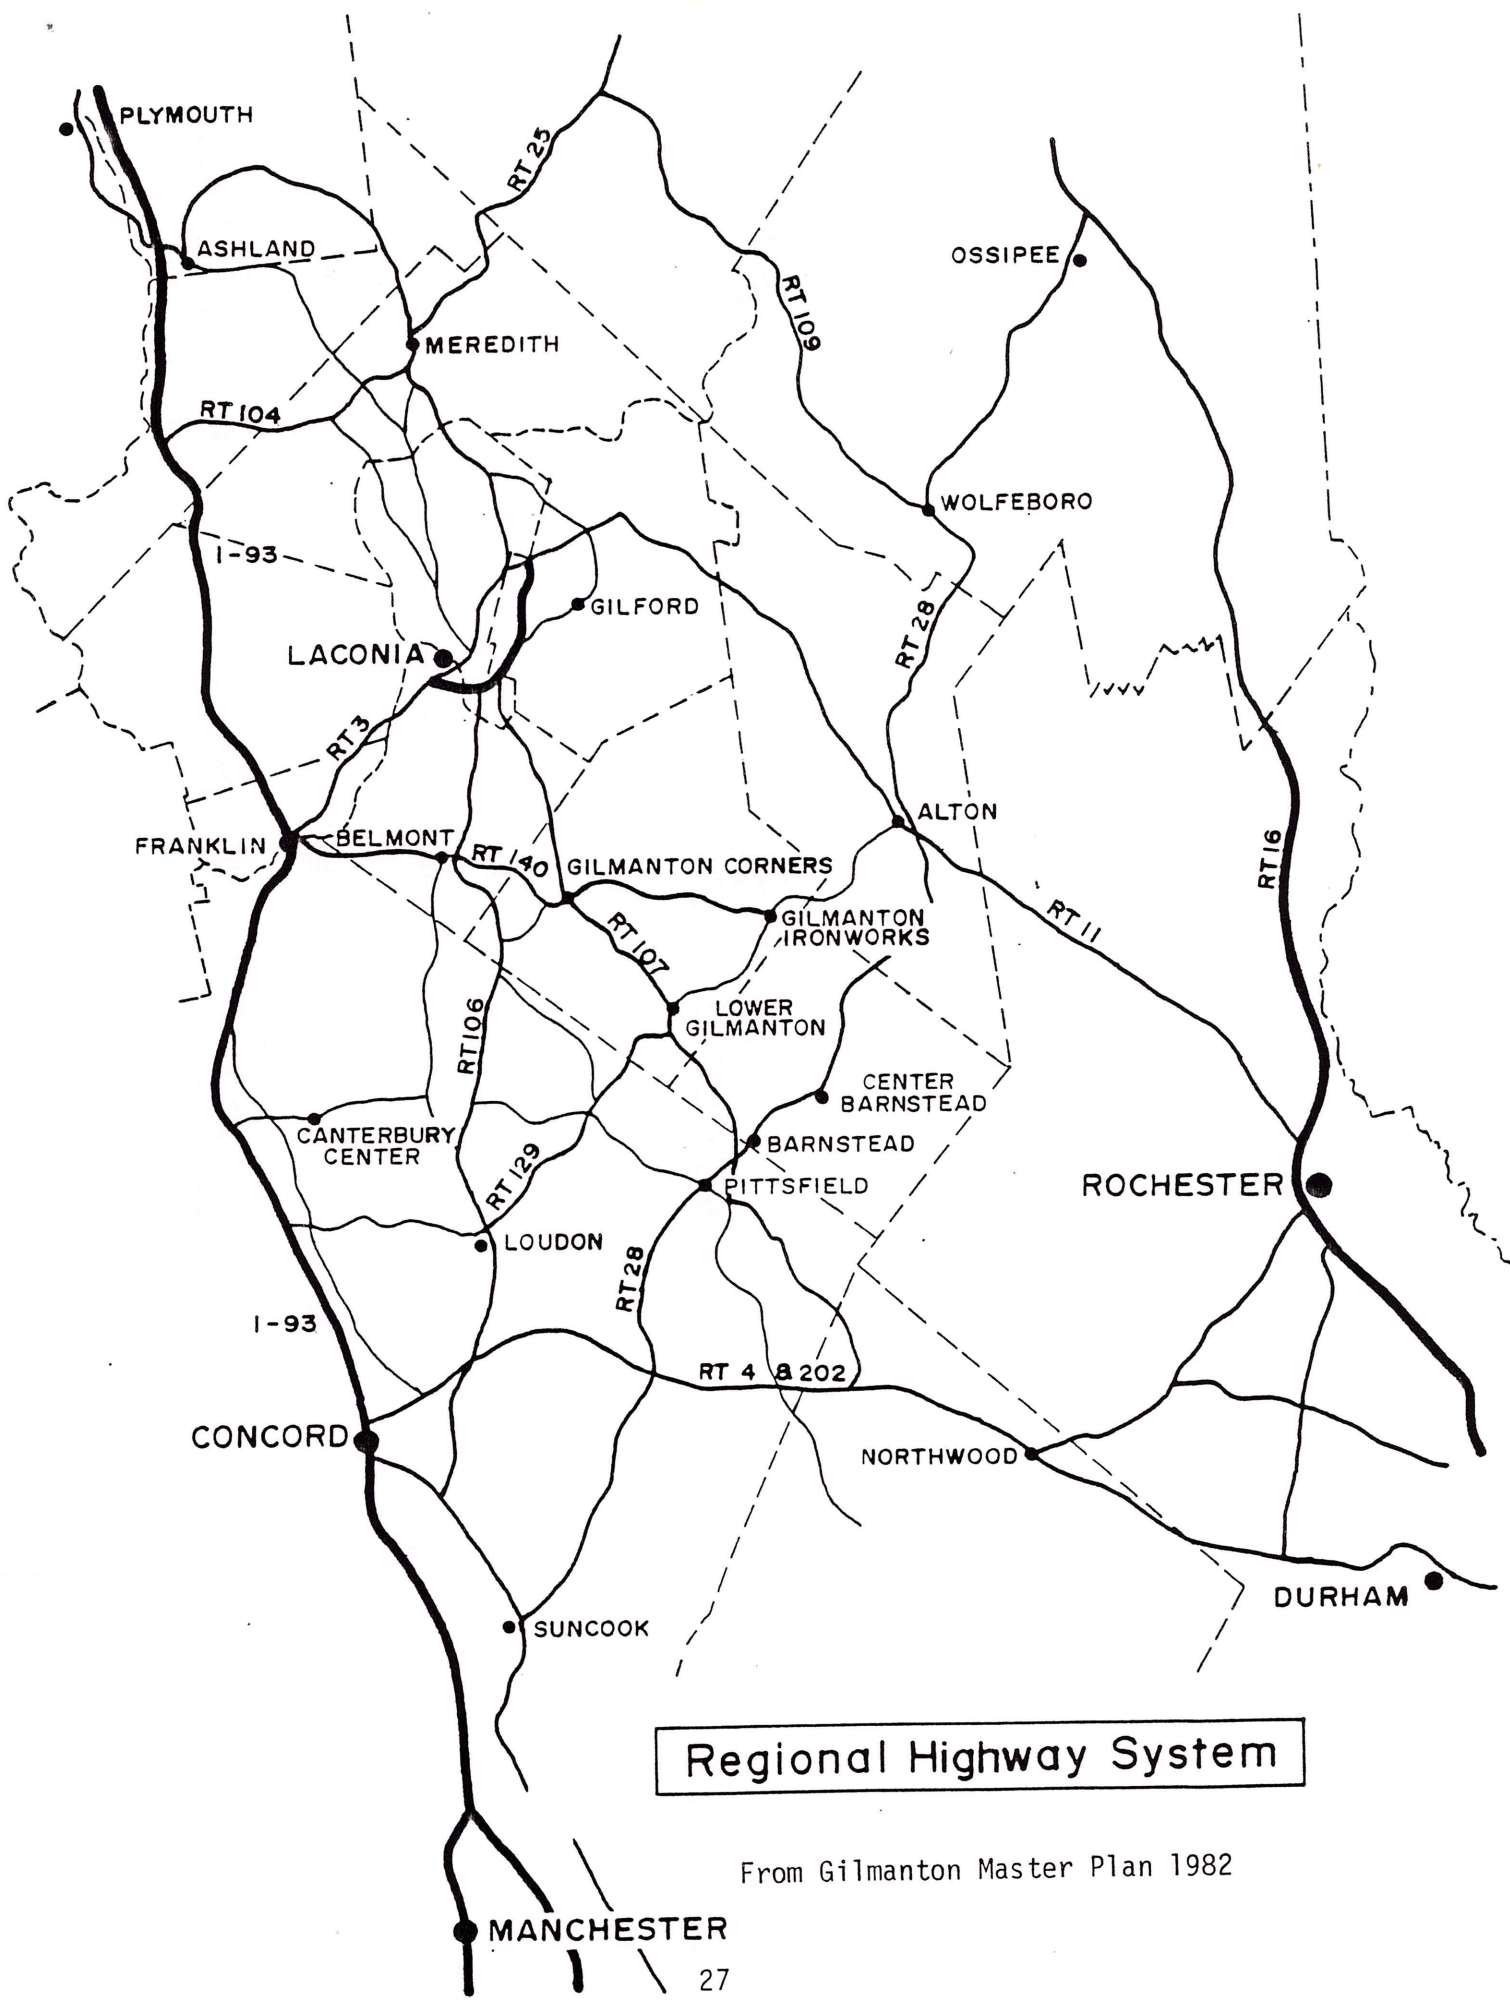 PLYMOUTH
RT 25
ASHLAND
OSSIPEE
RT 109
MEREDITH
RT 104
WOLFEBORO
I-93
GILFORD
RT 28
LACONIA
RT 3
ALTON
FRANKLIN
BELMONT
RT 140
GILMANTON CORNERS
RT 16
GILMANTON
IRONWORKS
RT 11
RT 107
LOWER
GILMANTON
RT 106
CENTER
BARNSTEAD
CANTERBURY
CENTER
BARNSTEAD
RT 129
PITTSFIELD
ROCHESTER
LOUDON
RT 28
I-93
RT 4 & 202
CONCORD
NORTHWOOD
DURHAM
SUNCOOK
Regional Highway System
From Gilmanton Master Plan 1982
MANCHESTER
27